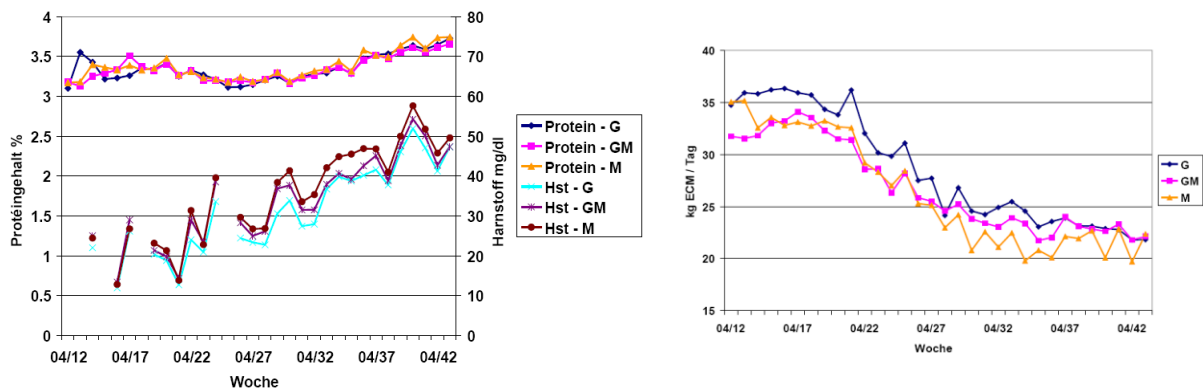 4
3.5
3
2.5
2
1.5
1
0.5
0
Proteingehalt %
80
70
60
50
40
30
20
10
0
Harnstoff mg/dl
04/12 04/17 04/22 04/27 04/32 04/37 04/42
Woche
Protein - G
Protein - GM
Protein - M
Hst - G
Hst - GM
Hst - M
40
35
30
25
20
15
kg ECM / Tag
04/12 04/17 04/22 04/27 04/32 04/37 04/42
Woche
G
GM
M